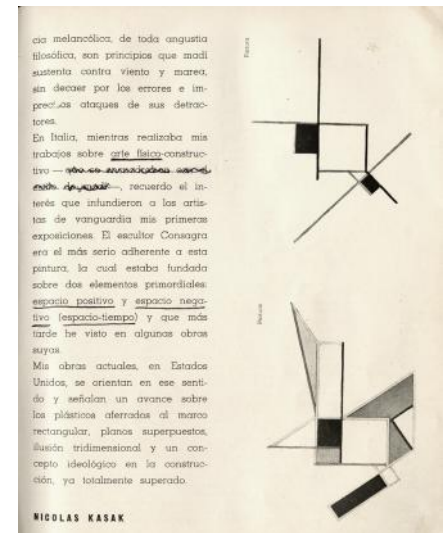 cia melancólica, de toda angustia
filosófica, son principios que madi
sustenta contra viento y marea,
sin decaer por los errores e im-
precisos ataques de sus detrac-
tores.
En Italia, mientras realizaba mis
trabajos sobre arte físico-construc-
tivo —
—, recuerdo el in-
terés que infundieron a los artis-
tas de vanguardia mis primeras
exposiciones. El escultor Consagra
era el más serio adherente a esta
pintura, la cual estaba fundada
sobre dos elementos primordiales:
espacio positivo y espacio nega-
tivo (espacio-tiempo) y que más
tarde he visto en algunas obras
suyas.
Mis obras actuales, en Estados
Unidos, se orientan en ese senti-
do y señalan un avance sobre
los plásticos aferrados al marco
rectangular, planos superpuestos,
ilusión tridimensional y un con-
cepto ideológico en la construc-
ción, ya totalmente superado.
NICOLAS KASAK
Pintura
Pintura